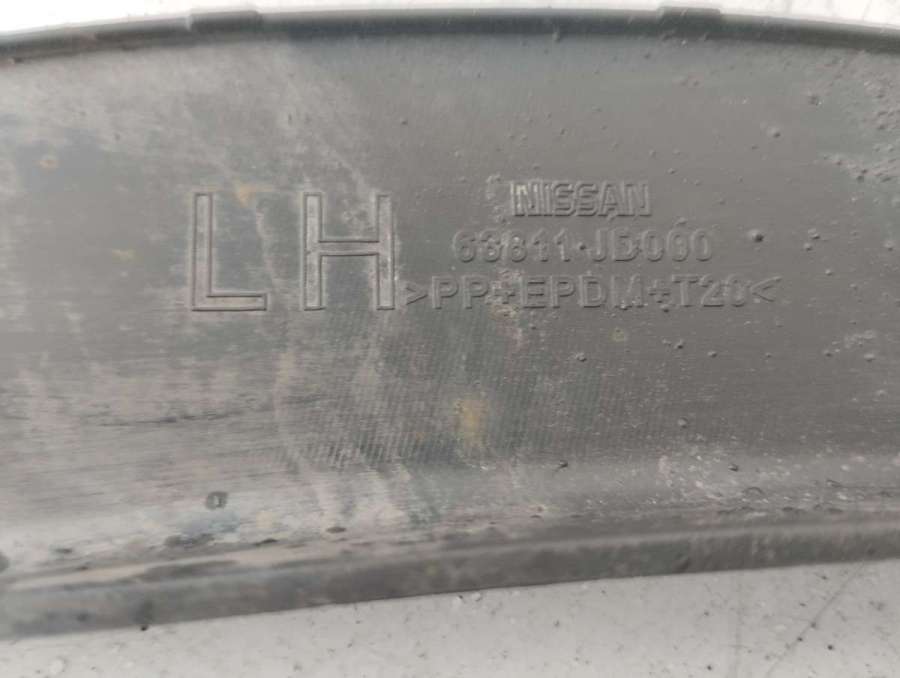 LH
NISSAN
63811-JD000
>PP+EPDM+T20<